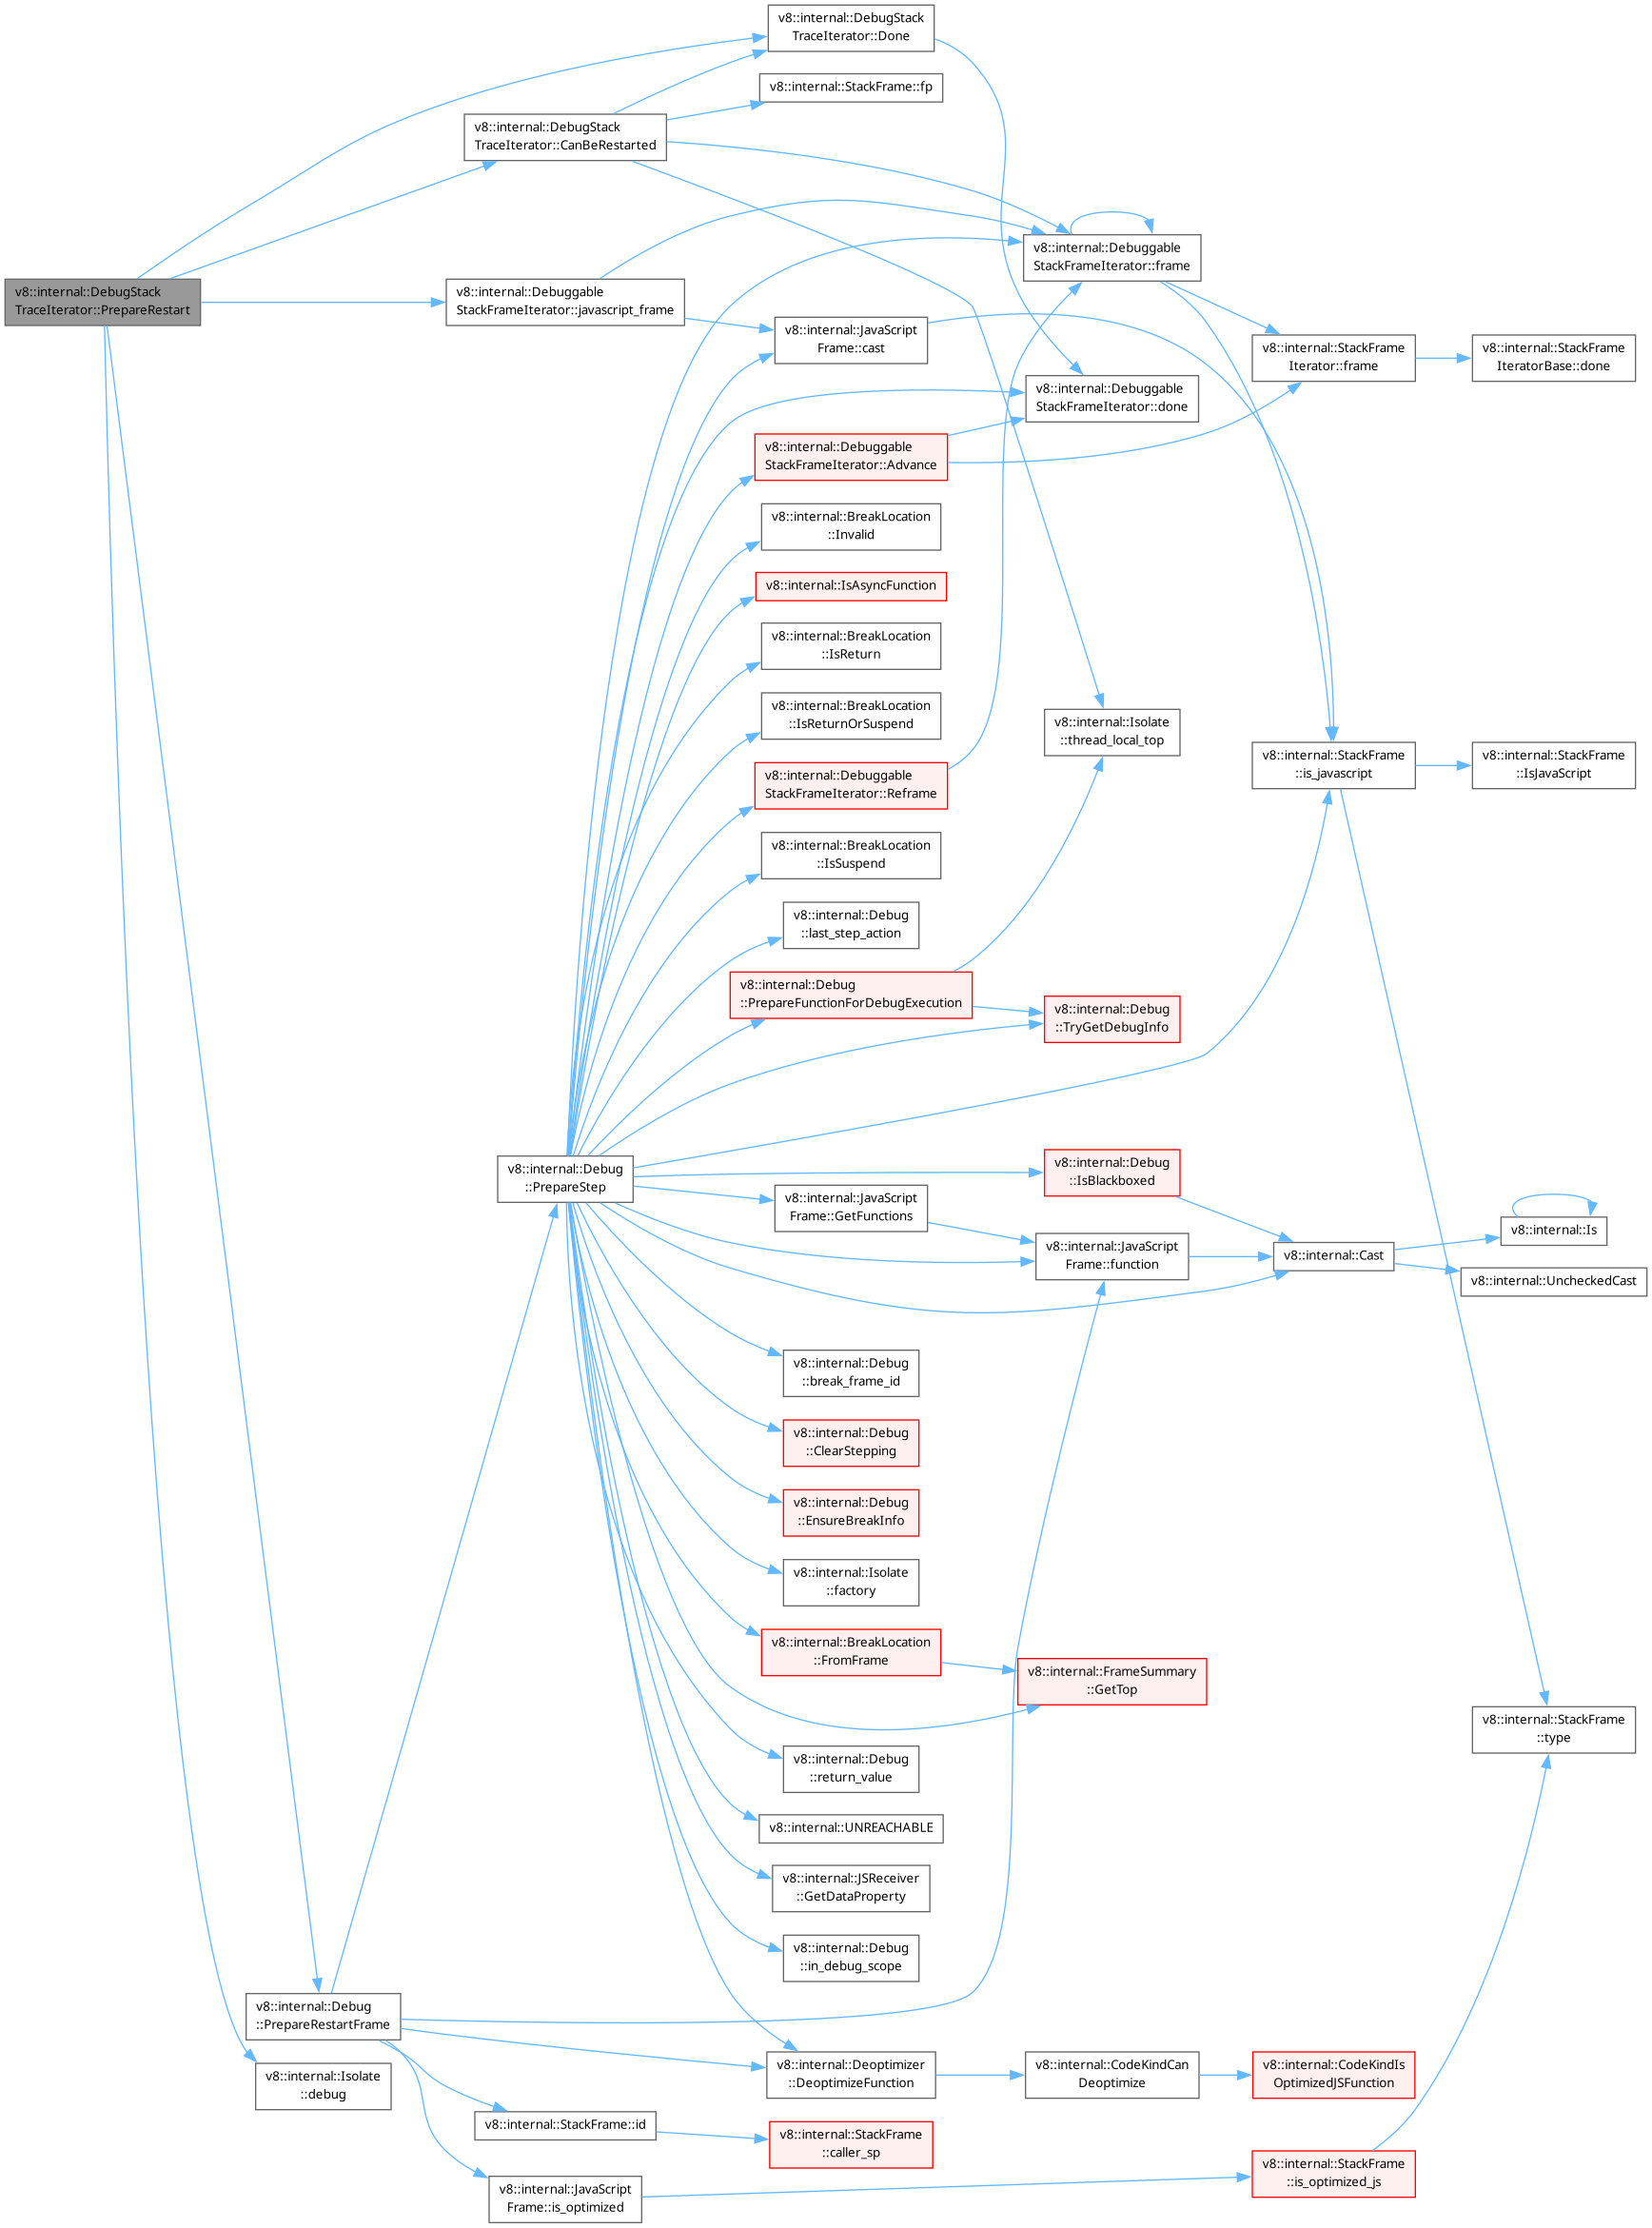 v8::internal::DebugStack
TraceIterator::PrepareRestart
v8::internal::DebugStack
TraceIterator::CanBeRestarted
v8::internal::Debuggable
StackFrameIterator::javascript_frame
v8::internal::Debug
::PrepareStep
v8::internal::Debug
::PrepareRestartFrame
v8::internal::Isolate
::debug
v8::internal::StackFrame::id
v8::internal::JavaScript
Frame::is_optimized
v8::internal::DebugStack
TraceIterator::Done
v8::internal::StackFrame::fp
v8::internal::JavaScript
Frame::cast
v8::internal::Debuggable
StackFrameIterator::Advance
v8::internal::BreakLocation
::Invalid
v8::internal::IsAsyncFunction
v8::internal::BreakLocation
::IsReturn
v8::internal::BreakLocation
::IsReturnOrSuspend
v8::internal::Debuggable
StackFrameIterator::Reframe
v8::internal::BreakLocation
::IsSuspend
v8::internal::Debug
::last_step_action
v8::internal::Debug
::PrepareFunctionForDebugExecution
v8::internal::JavaScript
Frame::GetFunctions
v8::internal::Debug
::break_frame_id
v8::internal::Debug
::ClearStepping
v8::internal::Debug
::EnsureBreakInfo
v8::internal::Isolate
::factory
v8::internal::BreakLocation
::FromFrame
v8::internal::Debug
::return_value
v8::internal::UNREACHABLE
v8::internal::JSReceiver
::GetDataProperty
v8::internal::Debug
::in_debug_scope
v8::internal::Deoptimizer
::DeoptimizeFunction
v8::internal::StackFrame
::caller_sp
v8::internal::Debuggable
StackFrameIterator::frame
v8::internal::Debuggable
StackFrameIterator::done
v8::internal::Isolate
::thread_local_top
v8::internal::Debug
::TryGetDebugInfo
v8::internal::Debug
::IsBlackboxed
v8::internal::JavaScript
Frame::function
v8::internal::FrameSummary
::GetTop
v8::internal::CodeKindCan
Deoptimize
v8::internal::StackFrame
Iterator::frame
v8::internal::StackFrame
::is_javascript
v8::internal::Cast
v8::internal::CodeKindIs
OptimizedJSFunction
v8::internal::StackFrame
::is_optimized_js
v8::internal::StackFrame
IteratorBase::done
v8::internal::StackFrame
::IsJavaScript
v8::internal::Is
v8::internal::UncheckedCast
v8::internal::StackFrame
::type